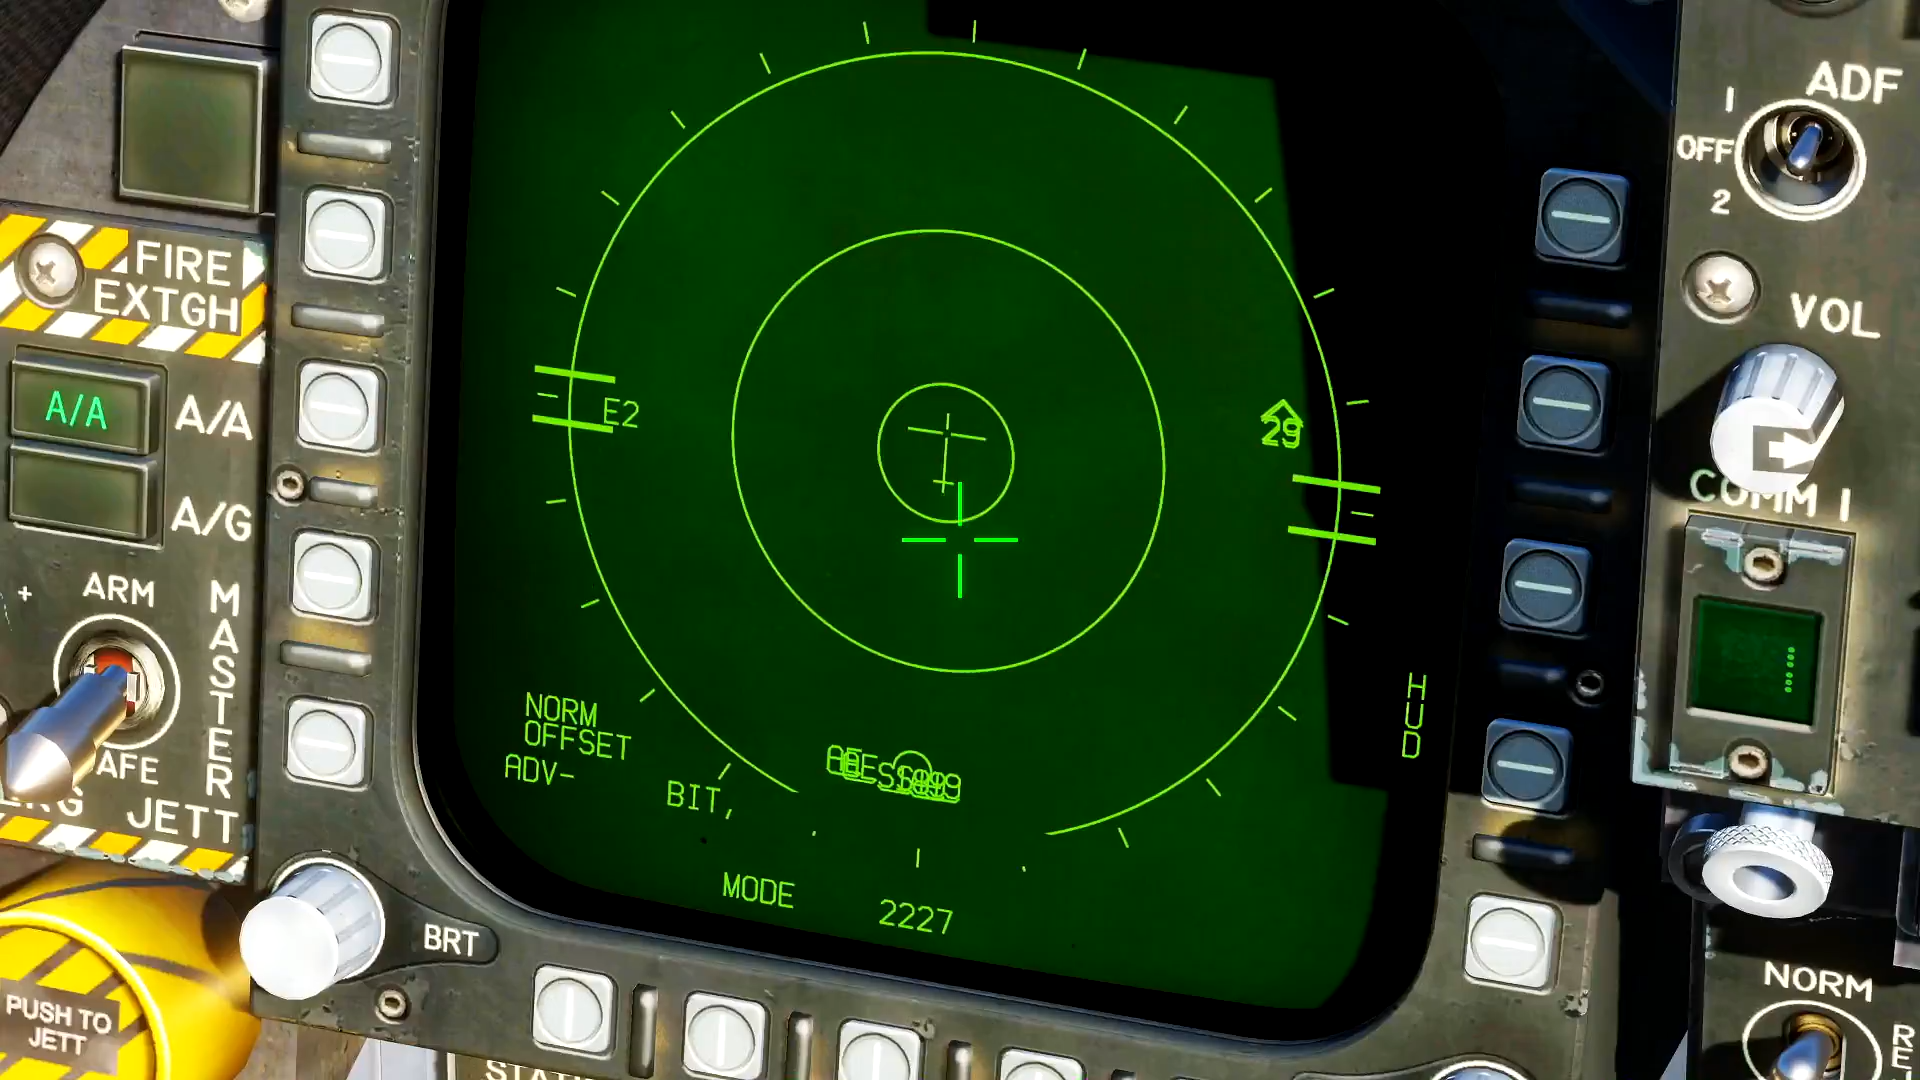 ADF
1
OFF
2
FIRE
EXTGH
VOL
A/A
A/A
E2
29
A/G
COMM 1
ARM
MASTER
HUD
NORM
OFFSET
ADV-
BIT,
JETT
MODE
2227
BRT
NORM
PUSH TO
JETT